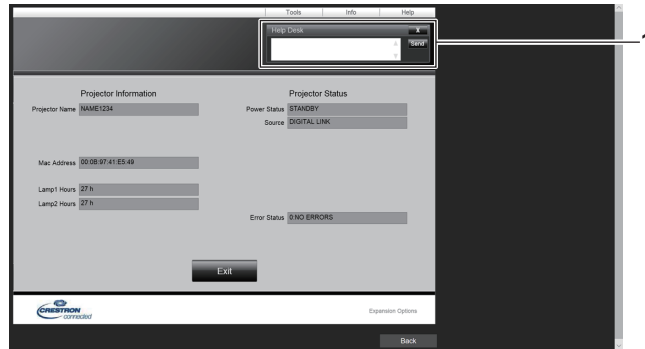 Tools Info Help
Help Desk X
Send
1
Projector Information Projector Status
Projector Name NAME1234 Power Status STANDBY
Source DIGITAL LINK
Mac Address 00:0B:97:41:E5:49
Lamp1 Hours 27 h
Lamp2 Hours 27 h
Error Status 0:NO ERRORS
Exit
CRESTRON
connected
Expansion Options
Back